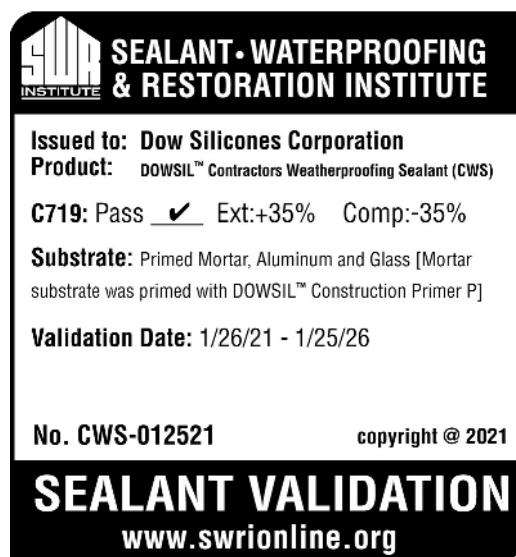 SWR
INSTITUTE
SEALANT • WATERPROOFING
& RESTORATION INSTITUTE
Issued to: Dow Silicones Corporation
Product: DOWSIL™ Contractors Weatherproofing Sealant (CWS)
C719: Pass ✔ Ext:+35% Comp:-35%
Substrate: Primed Mortar, Aluminum and Glass [Mortar
substrate was primed with DOWSIL™ Construction Primer P]
Validation Date: 1/26/21 - 1/25/26
No. CWS-012521
copyright @ 2021
SEALANT VALIDATION
www.swrionline.org